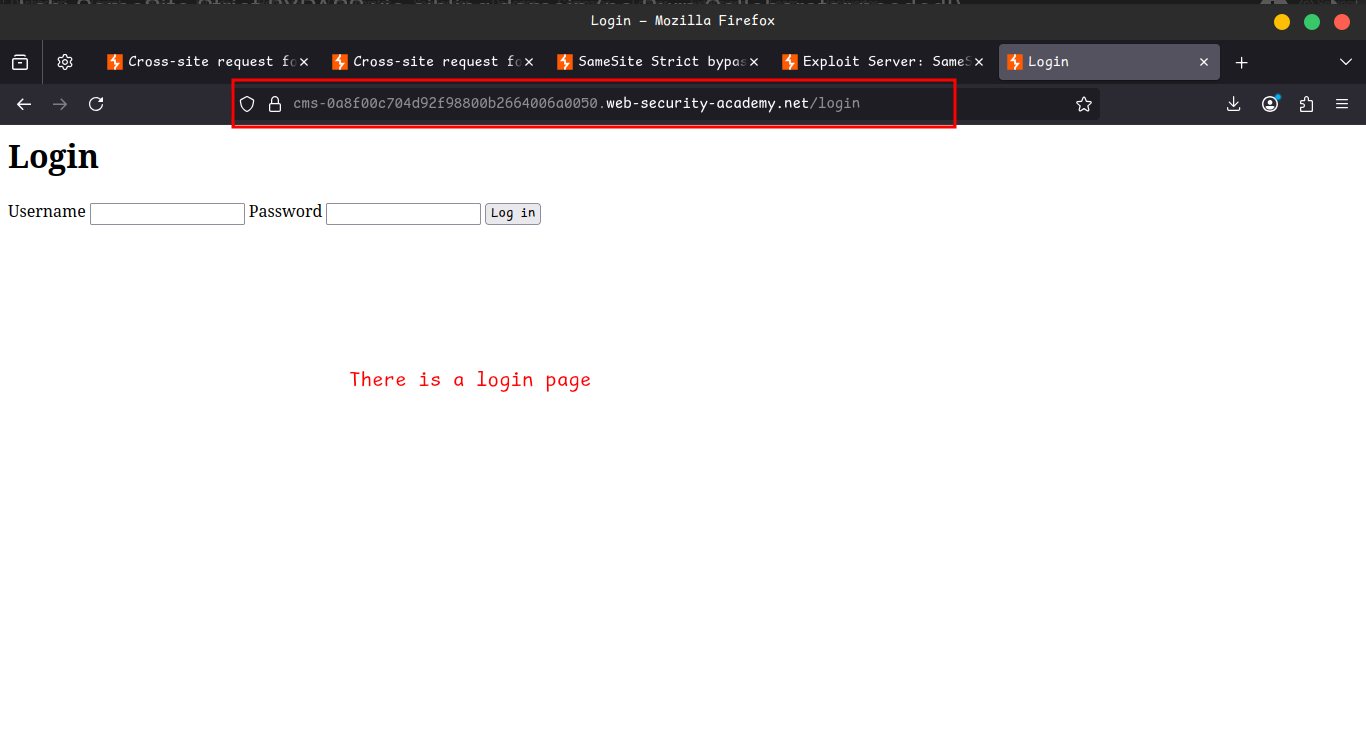 Login — Mozilla Firefox
Cross-site request fo
Cross-site request fo
SameSite Strict bypas
Exploit Server: SameS
Login
cms-0a8f00c704d92f98800b2664006a0050.web-security-academy.net/login
Login
Username Password Log in
There is a login page